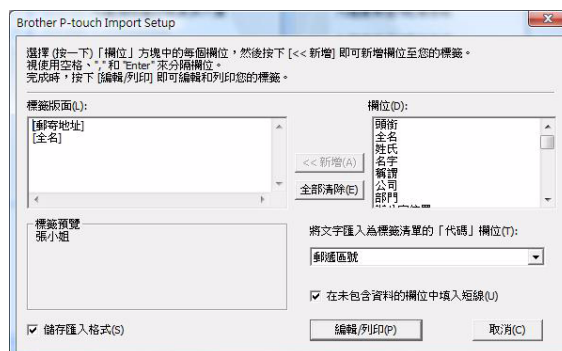 Brother P-touch Import Setup
選擇 (按一下)「欄位」方塊中的每個欄位，然後按下 [<< 新增] 即可新增欄位至您的標籤。
視使用空格、"," 和 "Enter" 來分隔欄位。
完成時，按下 [編輯/列印] 即可編輯和列印您的標籤。
標籤版面(L):
[郵寄地址]
[全名]
<< 新增(A)
全部清除(E)
欄位(D):
頭銜
全名
姓氏
名字
稱謂
公司
部門
標籤預覽
張小姐
將文字匯入為標籤清單的「代碼」欄位(T):
郵遞區號
在未包含資料的欄位中填入短線(U)
儲存匯入格式(S)
編輯/列印(P)
取消(C)